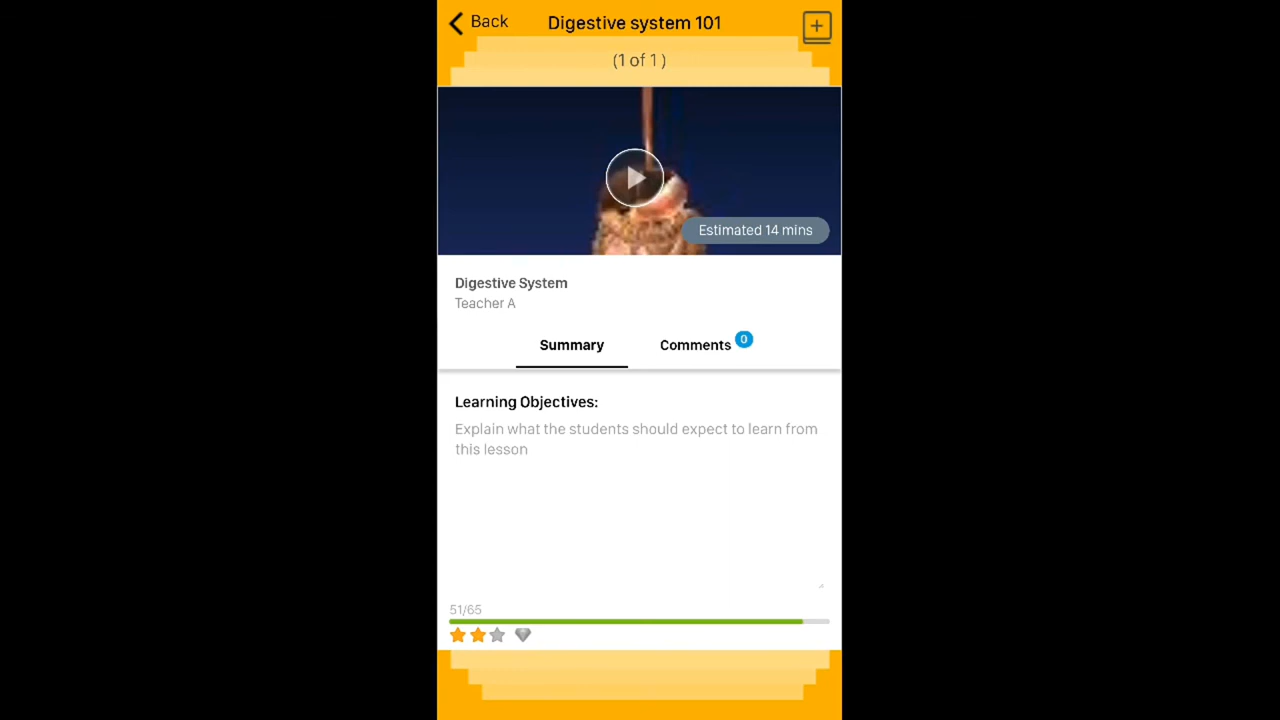 Back
Digestive system 101
(1 of 1 )
Estimated 14 mins
Digestive System
Teacher A
Summary
Comments 0
Learning Objectives:
Explain what the students should expect to learn from
this lesson
51/65